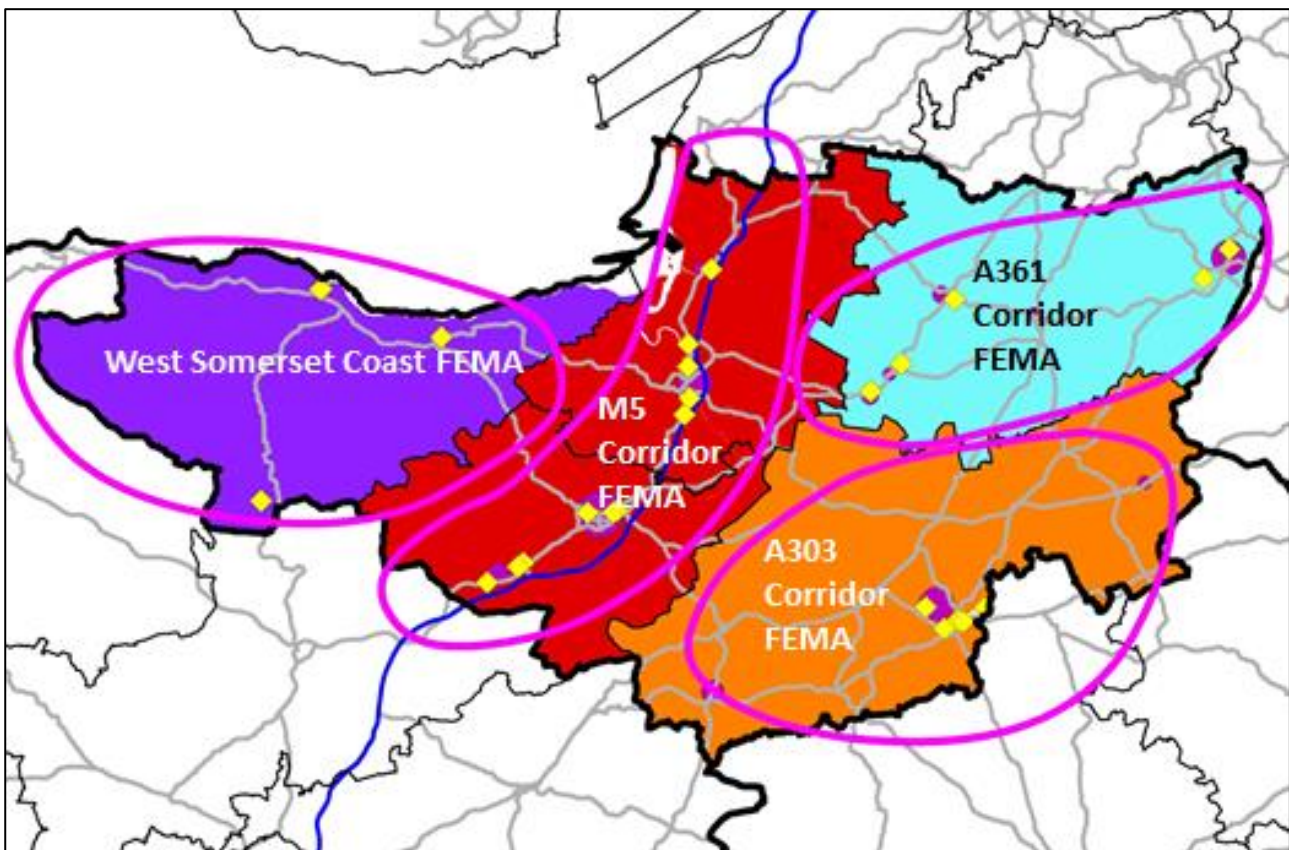 West Somerset Coast FEMA
M5
Corridor
FEMA
A361
Corridor
FEMA
A303
Corridor
FEMA